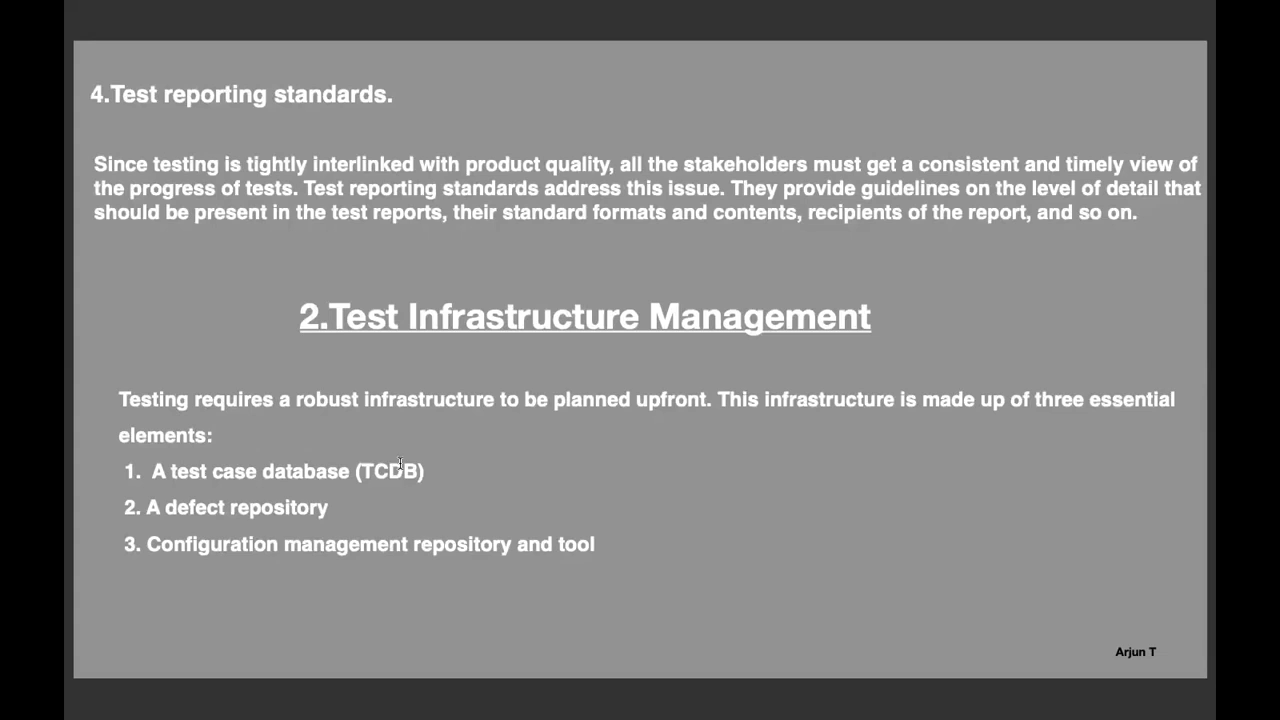 4.Test reporting standards.
Since testing is tightly interlinked with product quality, all the stakeholders must get a consistent and timely view of
the progress of tests. Test reporting standards address this issue. They provide guidelines on the level of detail that
should be present in the test reports, their standard formats and contents, recipients of the report, and so on.
2.Test Infrastructure Management
Testing requires a robust infrastructure to be planned upfront. This infrastructure is made up of three essential
elements:
1. A test case database (TCDB)
2. A defect repository
3. Configuration management repository and tool
Arjun T